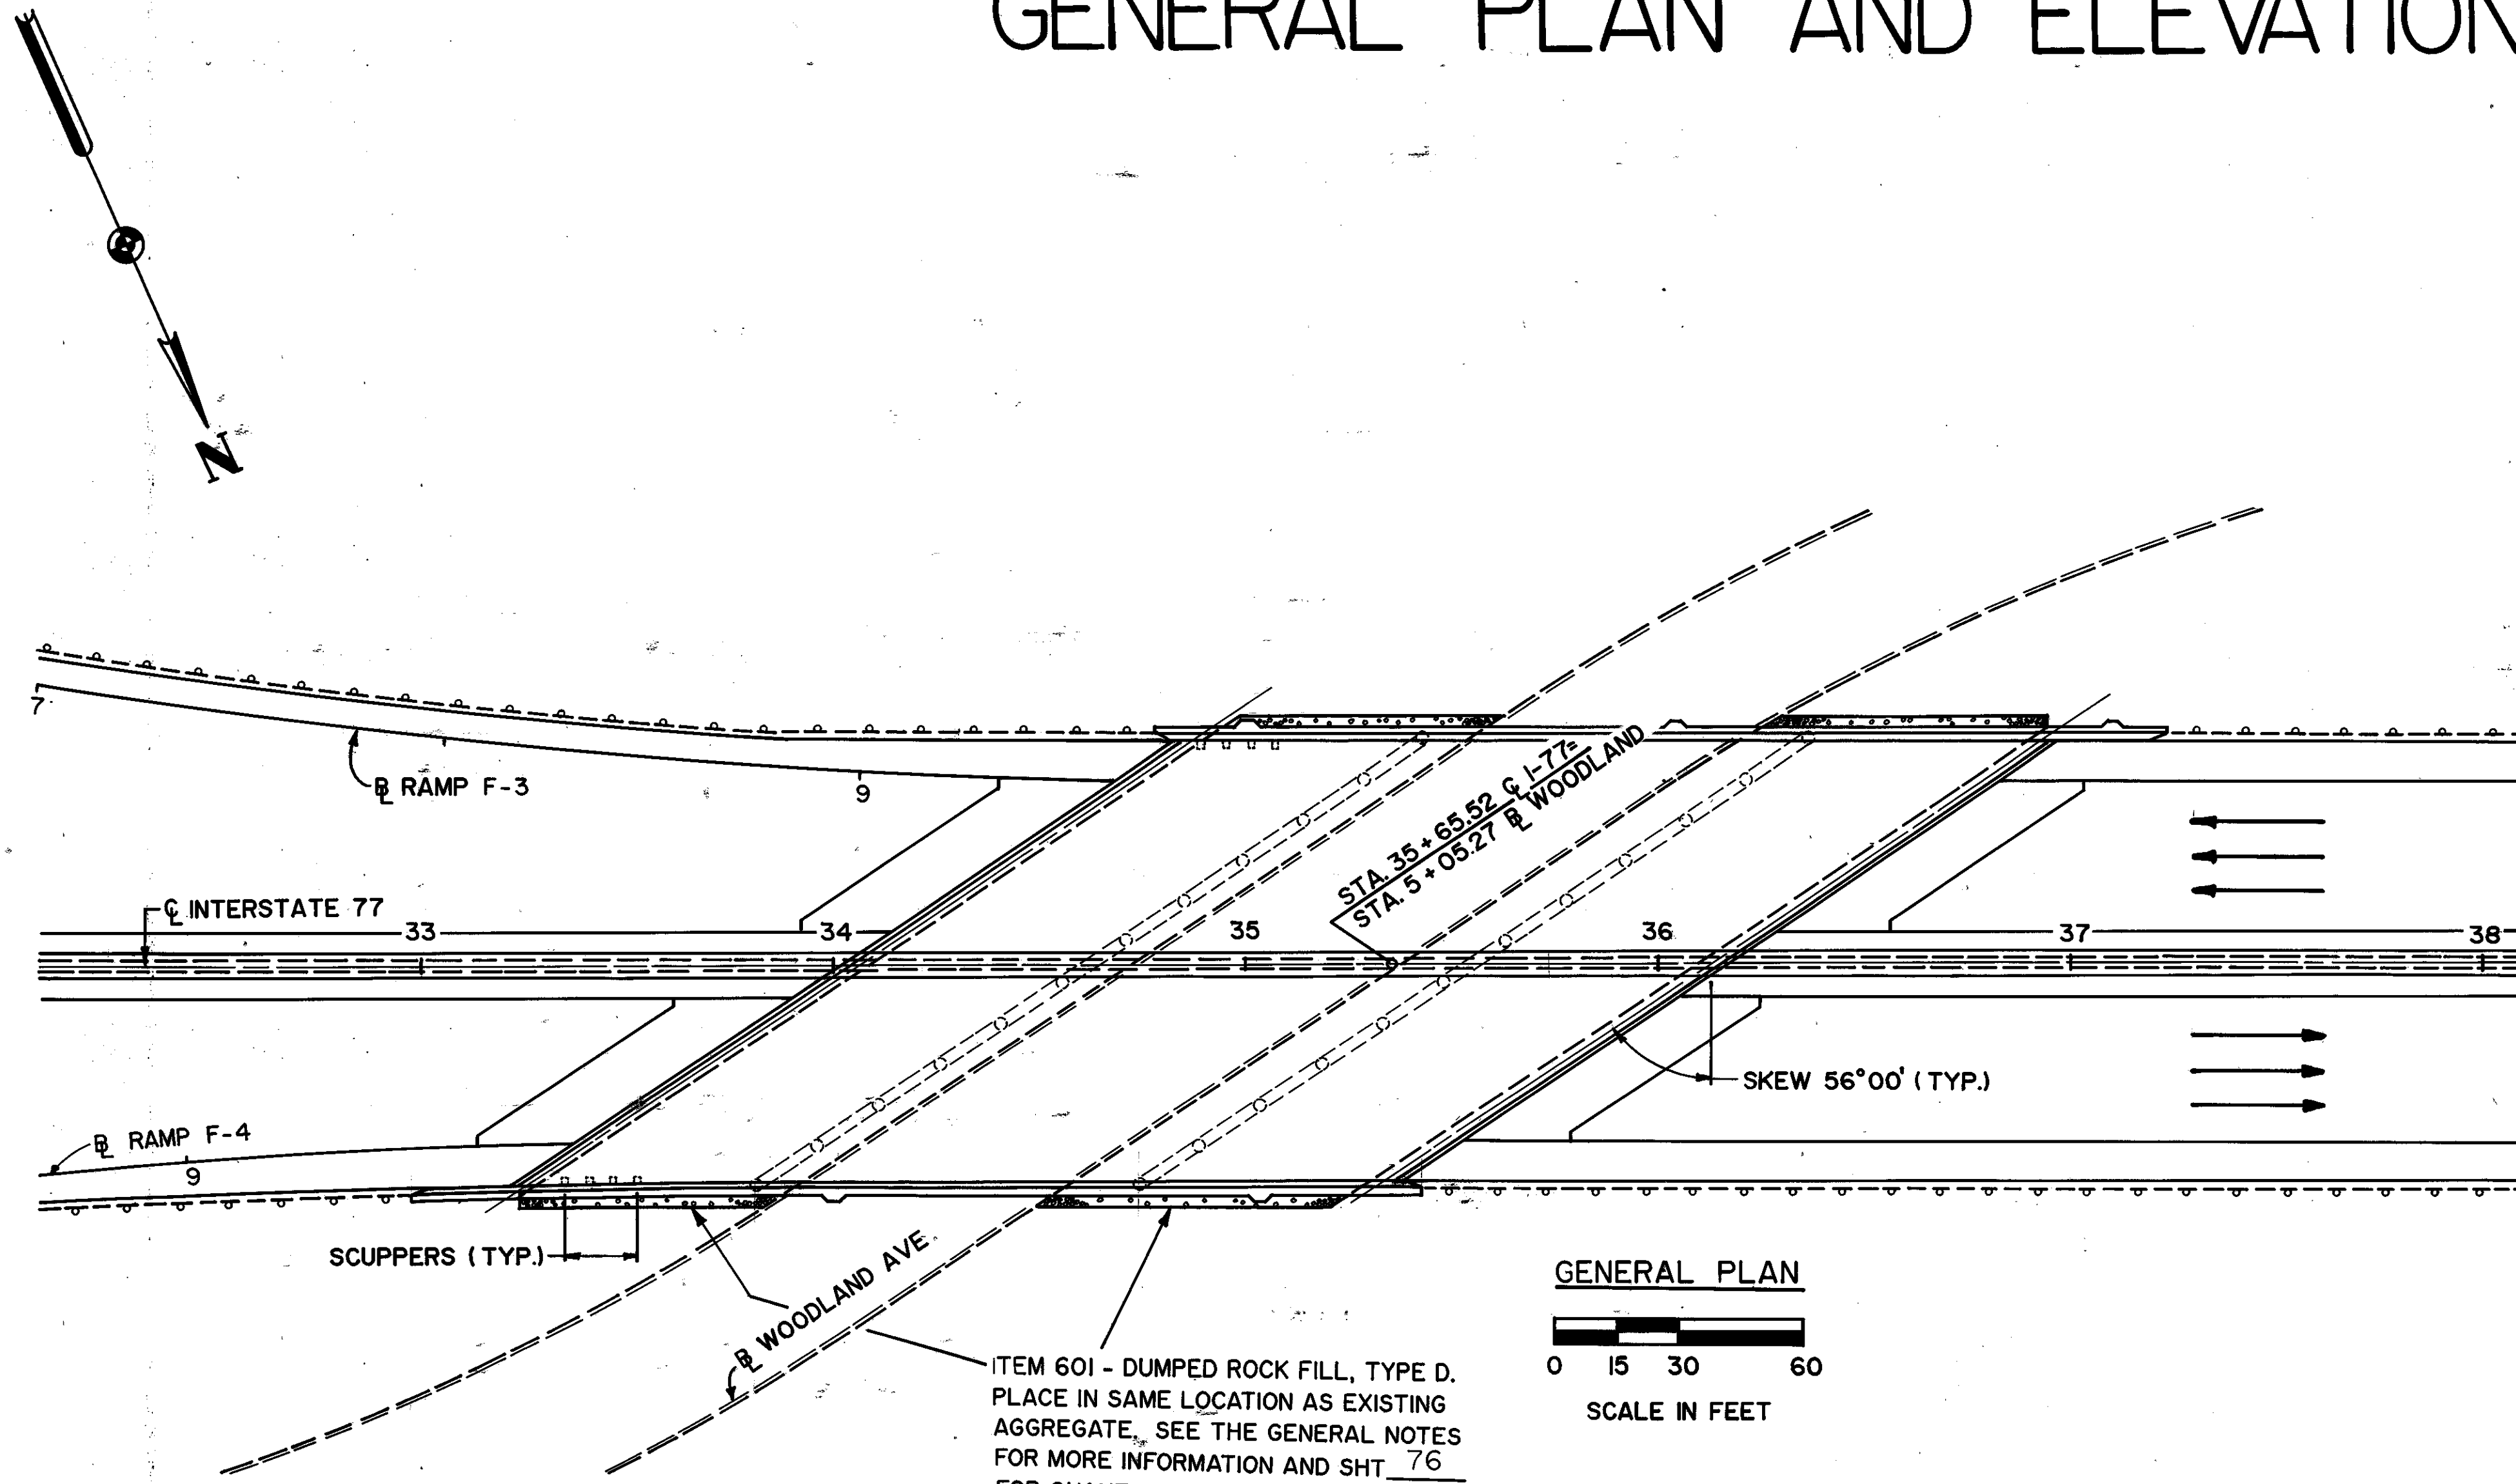 GENERAL PLAN AND ELEVATION
N
7
℄ RAMP F-3
9
STA. 35+65.52 ℄ I-77=
STA. 5+05.27 ℄ WOODLAND
℄ INTERSTATE 77
33
34
35
36
37
38
SKEW 56°00' (TYP.)
℄ RAMP F-4
9
SCUPPERS (TYP.)
℄ WOODLAND AVE.
GENERAL PLAN
0 15 30 60
SCALE IN FEET
ITEM 601 - DUMPED ROCK FILL, TYPE D.
PLACE IN SAME LOCATION AS EXISTING
AGGREGATE. SEE THE GENERAL NOTES
FOR MORE INFORMATION AND SHT 76